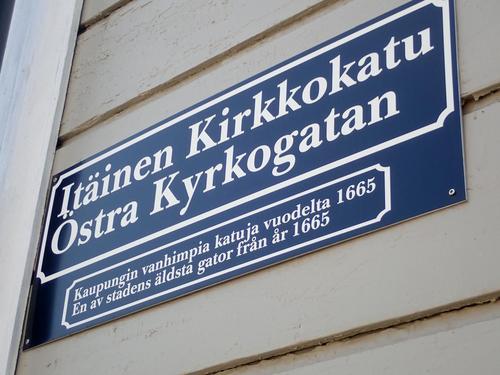 Itäinen Kirkkokatu
Östra Kyrkogatan
Kaupungin vanhimpia katuja vuodelta 1665
En av stadens äldsta gator från år 1665